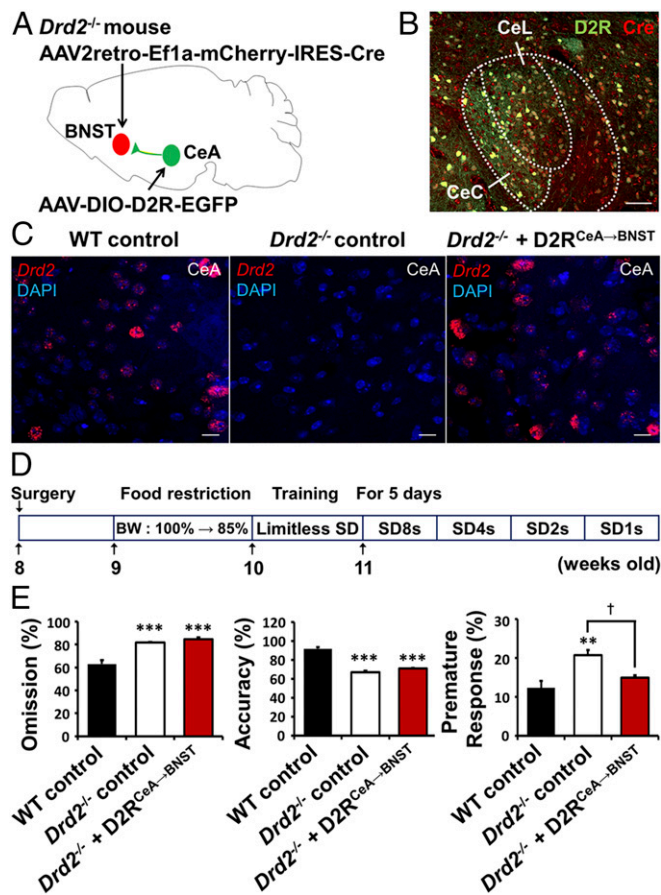 A
Drd2-/- mouse
AAV2retro-Ef1a-mCherry-IRES-Cre
BNST
CeA
AAV-DIO-D2R-EGFP
B
CeL
D2R Cre
CeC
C
WT control
Drd2-/- control
Drd2-/- + D2RCeA→BNST
Drd2
DAPI
CeA
Drd2
DAPI
CeA
Drd2
DAPI
CeA
D
Surgery
Food restriction
Training
For 5 days
BW : 100% → 85%
Limitless SD
SD8s
SD4s
SD2s
SD1s
8
9
10
11
(weeks old)
E
Omission (%)
100
80
60
40
20
0
***
***
WT control
Drd2-/- control
Drd2-/- + D2RCeA→BNST
Accuracy (%)
120
100
80
60
40
20
0
***
***
WT control
Drd2-/- control
Drd2-/- + D2RCeA→BNST
Premature
Response (%)
30
20
10
0
**
†
WT control
Drd2-/- control
Drd2-/- + D2RCeA→BNST